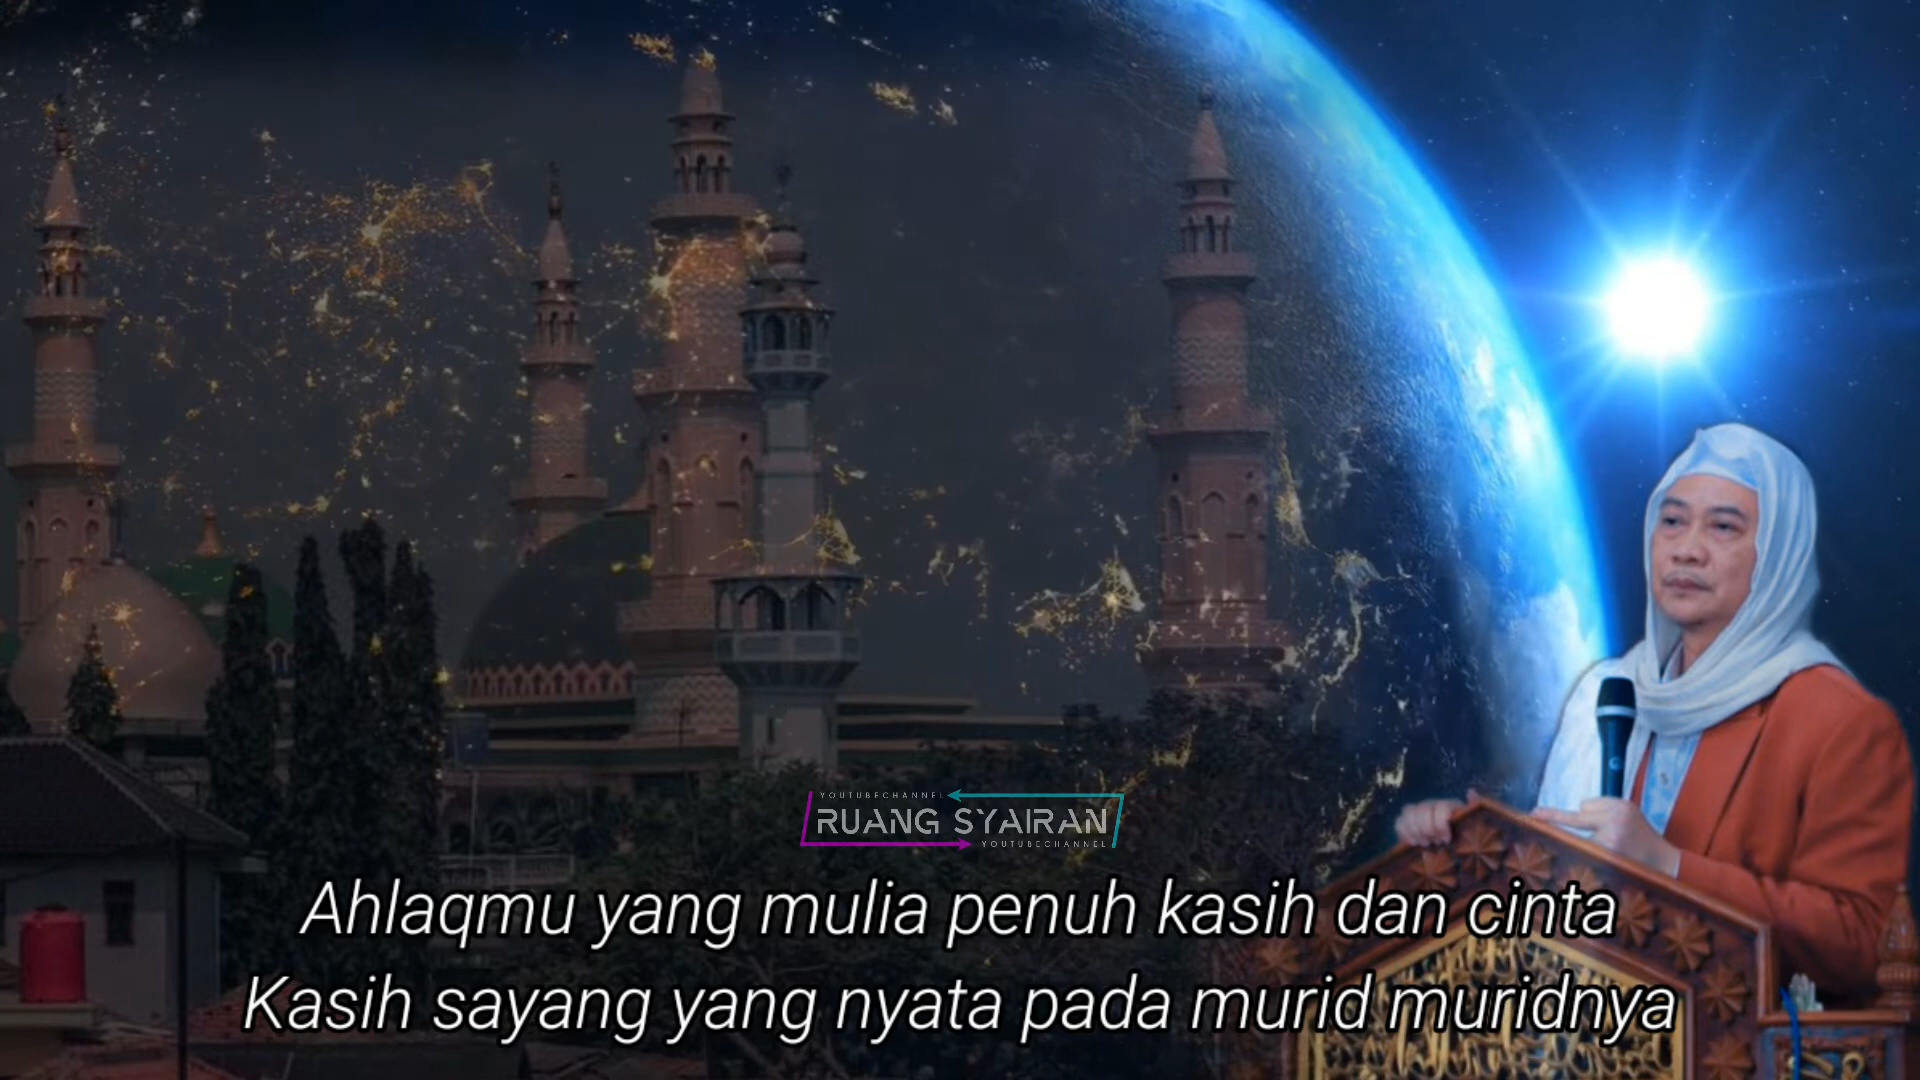 YOUTUBECHANNEL
RUANG SYAIRAN
YOUTUBECHANNEL
Ahlaqmu yang mulia penuh kasih dan cinta
Kasih sayang yang nyata pada murid muridnya